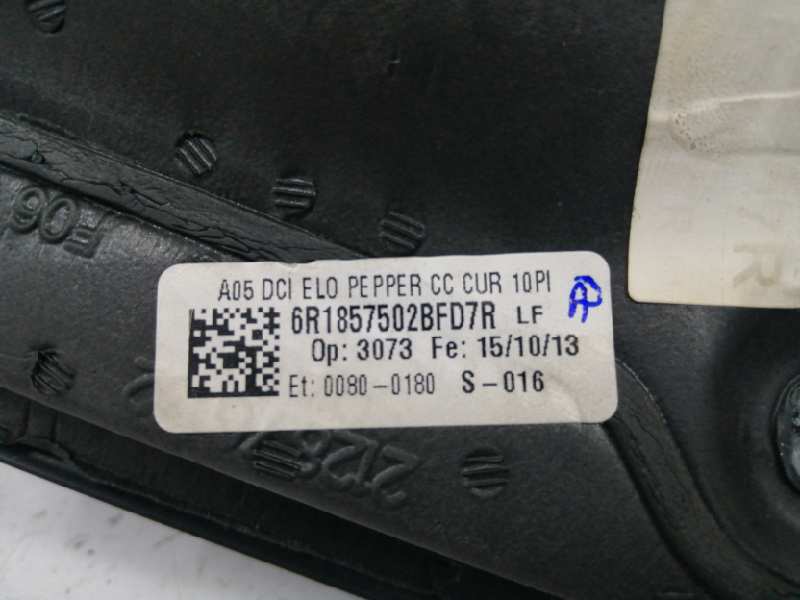 A05 DCI ELO PEPPER CC CUR 10PI
6R1857502BFD7R LF
Op: 3073 Fe: 15/10/13
Et: 0080-0180 S-016